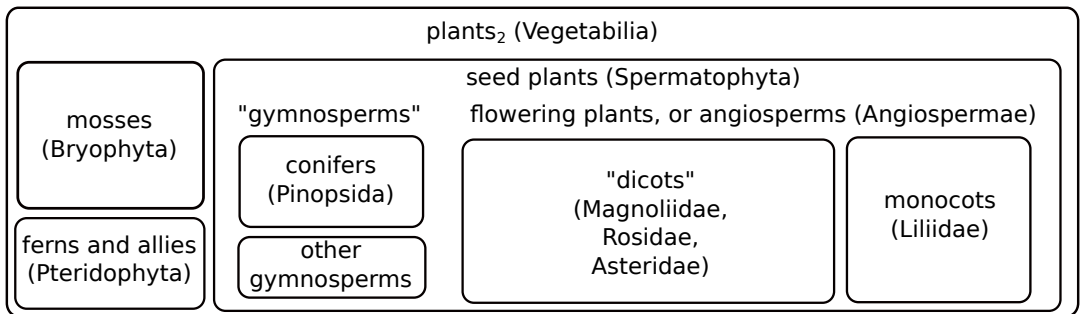 plants₂ (Vegetabilia)
mosses
(Bryophyta)
ferns and allies
(Pteridophyta)
seed plants (Spermatophyta)
"gymnosperms"
conifers
(Pinopsida)
other
gymnosperms
flowering plants, or angiosperms (Angiospermae)
"dicots"
(Magnoliidae,
Rosidae,
Asteridae)
monocots
(Liliidae)